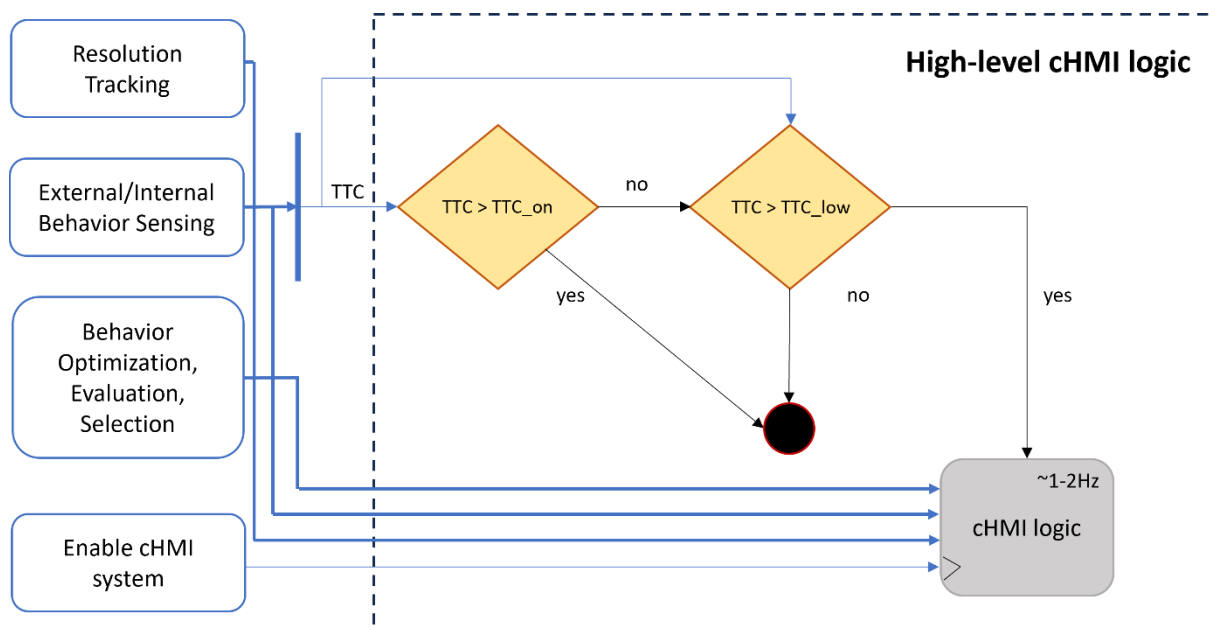 High-level cHMI logic
Resolution
Tracking
External/Internal
Behavior Sensing
Behavior
Optimization,
Evaluation,
Selection
Enable cHMI
system
TTC
TTC > TTC_on
no
TTC > TTC_low
yes
no
yes
~1-2Hz
cHMI logic